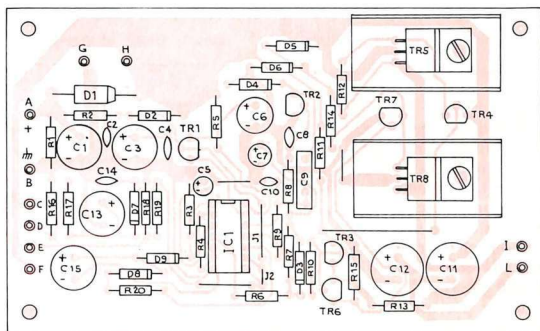 D5
G H
D6
TR5
D1
D4
R12
TR2
A
R2
D2
R5
C6
TR7
TR4
+
C2
C4
TR1
R14
R1
C1
C3
C8
R11
C7
B
C14
C5
C10
R8
C9
TR8
C
R16
R17
C13
D7
R18
R19
R3
D
R4
IC1
J1
R9
E
R7
TR3
I
F
C15
D9
D8
D3
R10
R15
C12
C11
L
J2
R20
R6
TR6
R13